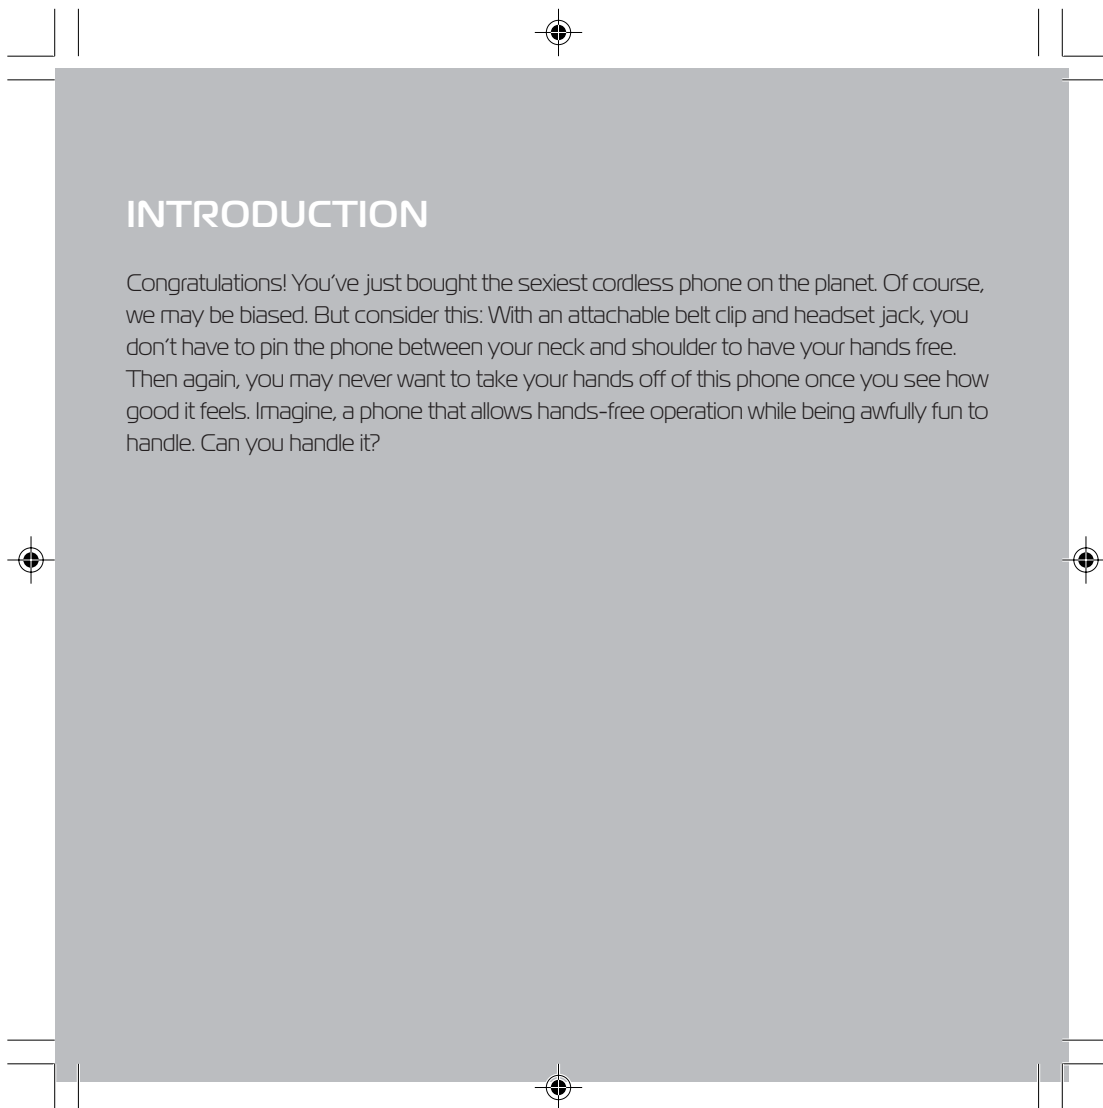 INTRODUCTION
Congratulations! You’ve just bought the sexiest cordless phone on the planet. Of course,
we may be biased. But consider this: With an attachable belt clip and headset jack, you
don’t have to pin the phone between your neck and shoulder to have your hands free.
Then again, you may never want to take your hands off of this phone once you see how
good it feels. Imagine, a phone that allows hands-free operation while being awfully fun to
handle. Can you handle it?